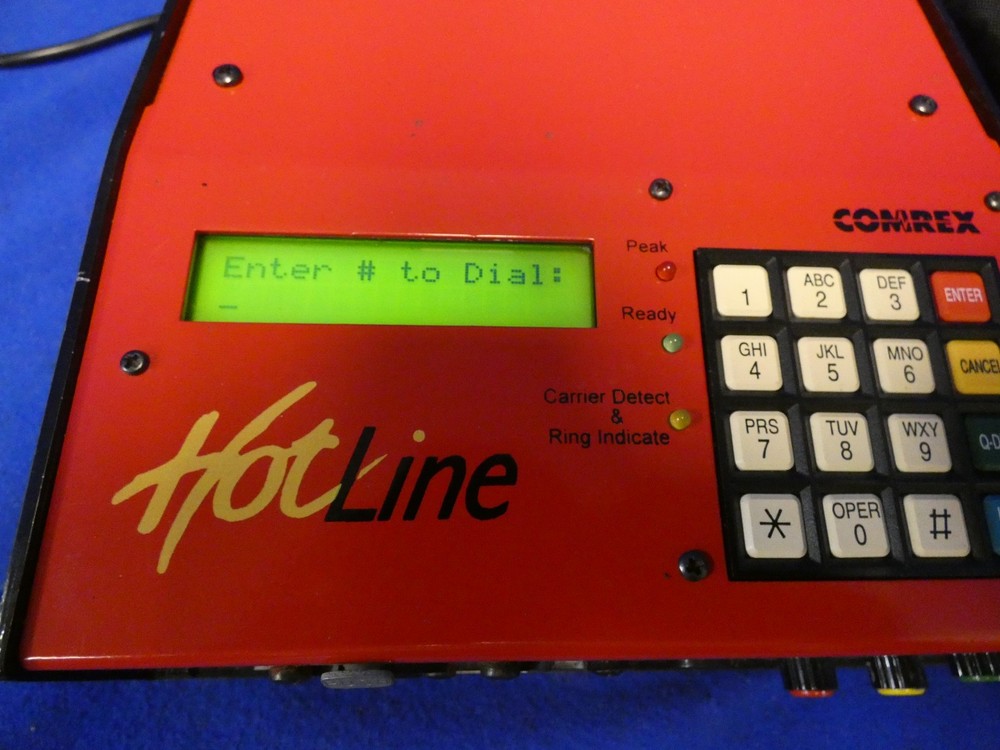 COMREX
Enter # to Dial:
_
Peak
Ready
Carrier Detect
&
Ring Indicate
HotLine
1
ABC
2
DEF
3
ENTER
GHI
4
JKL
5
MNO
6
CANCEL
PRS
7
TUV
8
WXY
9
Q-D
*
OPER
0
#